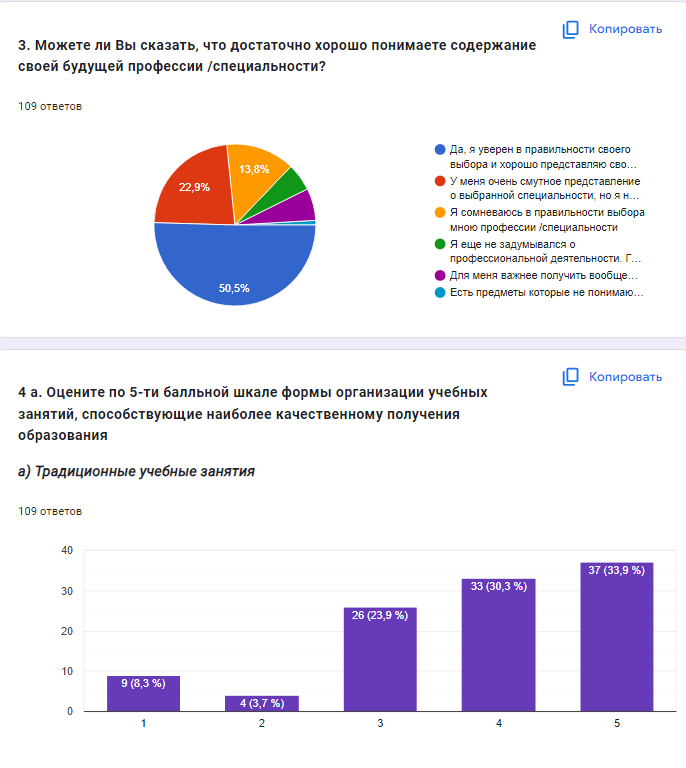 Копировать
3. Можете ли Вы сказать, что достаточно хорошо понимаете содержание
своей будущей профессии /специальности?
109 ответов
13,8%
22,9%
50,5%
Да, я уверен в правильности своего
выбора и хорошо представляю сво…
У меня очень смутное представление
о выбранной специальности, но я н…
Я сомневаюсь в правильности выбора
мною профессии /специальности
Я еще не задумывался о
профессиональной деятельности. Г…
Для меня важнее получить вообще…
Есть предметы которые не понимаю…
Копировать
4 а. Оцените по 5-ти балльной шкале формы организации учебных
занятий, способствующие наиболее качественному получения
образования
а) Традиционные учебные занятия
109 ответов
40
30
20
10
0
9 (8,3 %)
4 (3,7 %)
26 (23,9 %)
33 (30,3 %)
37 (33,9 %)
1
2
3
4
5